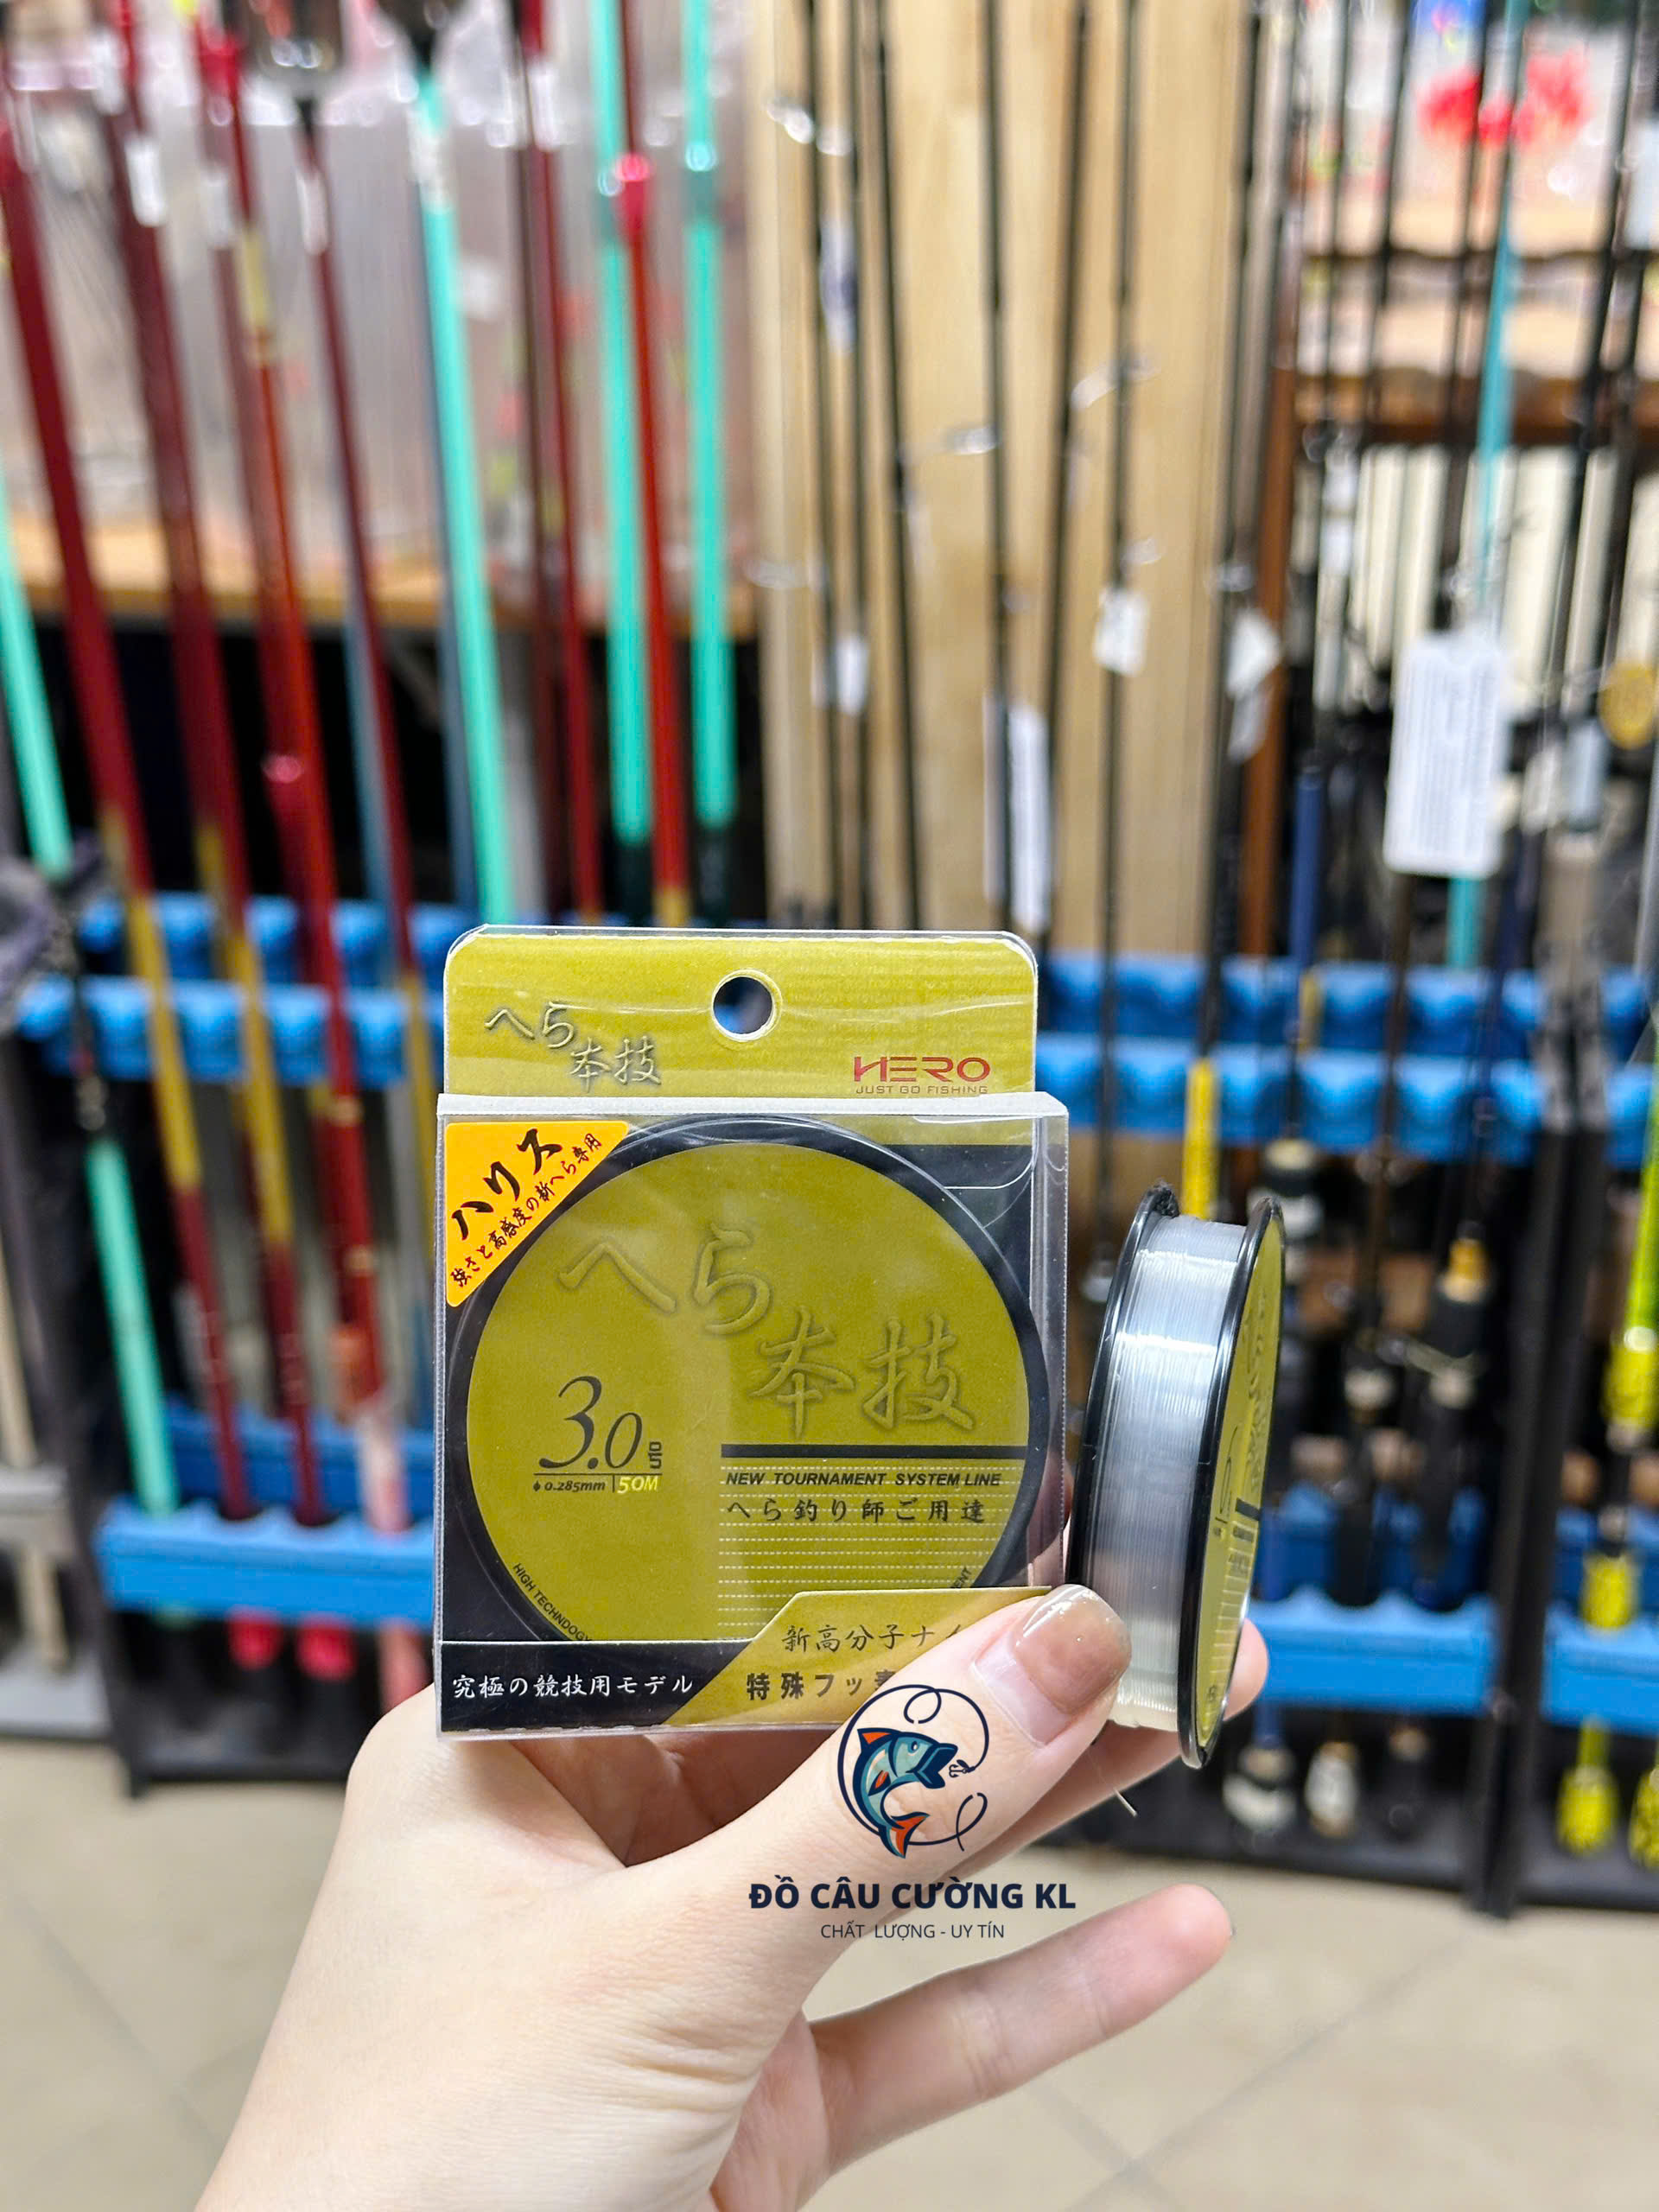 へら本技
HERO
JUST GO FISHING
ハリス
強さと高感度の新へら専用
へら本技
3.0
50
0.285mm 50M
NEW TOURNAMENT SYSTEM LINE
へら釣り師ご用達
HIGH TECHNOOGY
新高分子ナイ
特殊フッ素
究極の競技用モデル
ĐỒ CÂU CƯỜNG KL
CHẤT LƯỢNG - UY TÍN